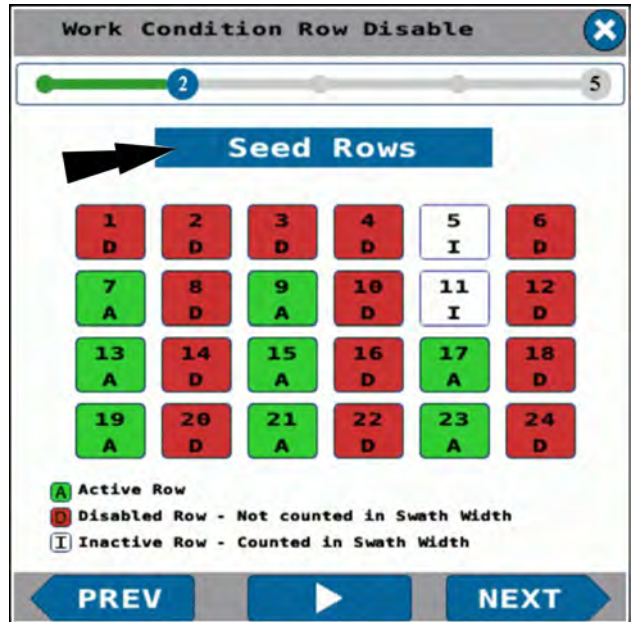 Work Condition Row Disable
2 5
Seed Rows
1 2 3 4 5 6
D D D D I D
7 8 9 10 11 12
A D A D I D
13 14 15 16 17 18
A D A D A D
19 20 21 22 23 24
A D A D A D
A Active Row
D Disabled Row - Not counted in Swath Width
I Inactive Row - Counted in Swath Width
PREV NEXT